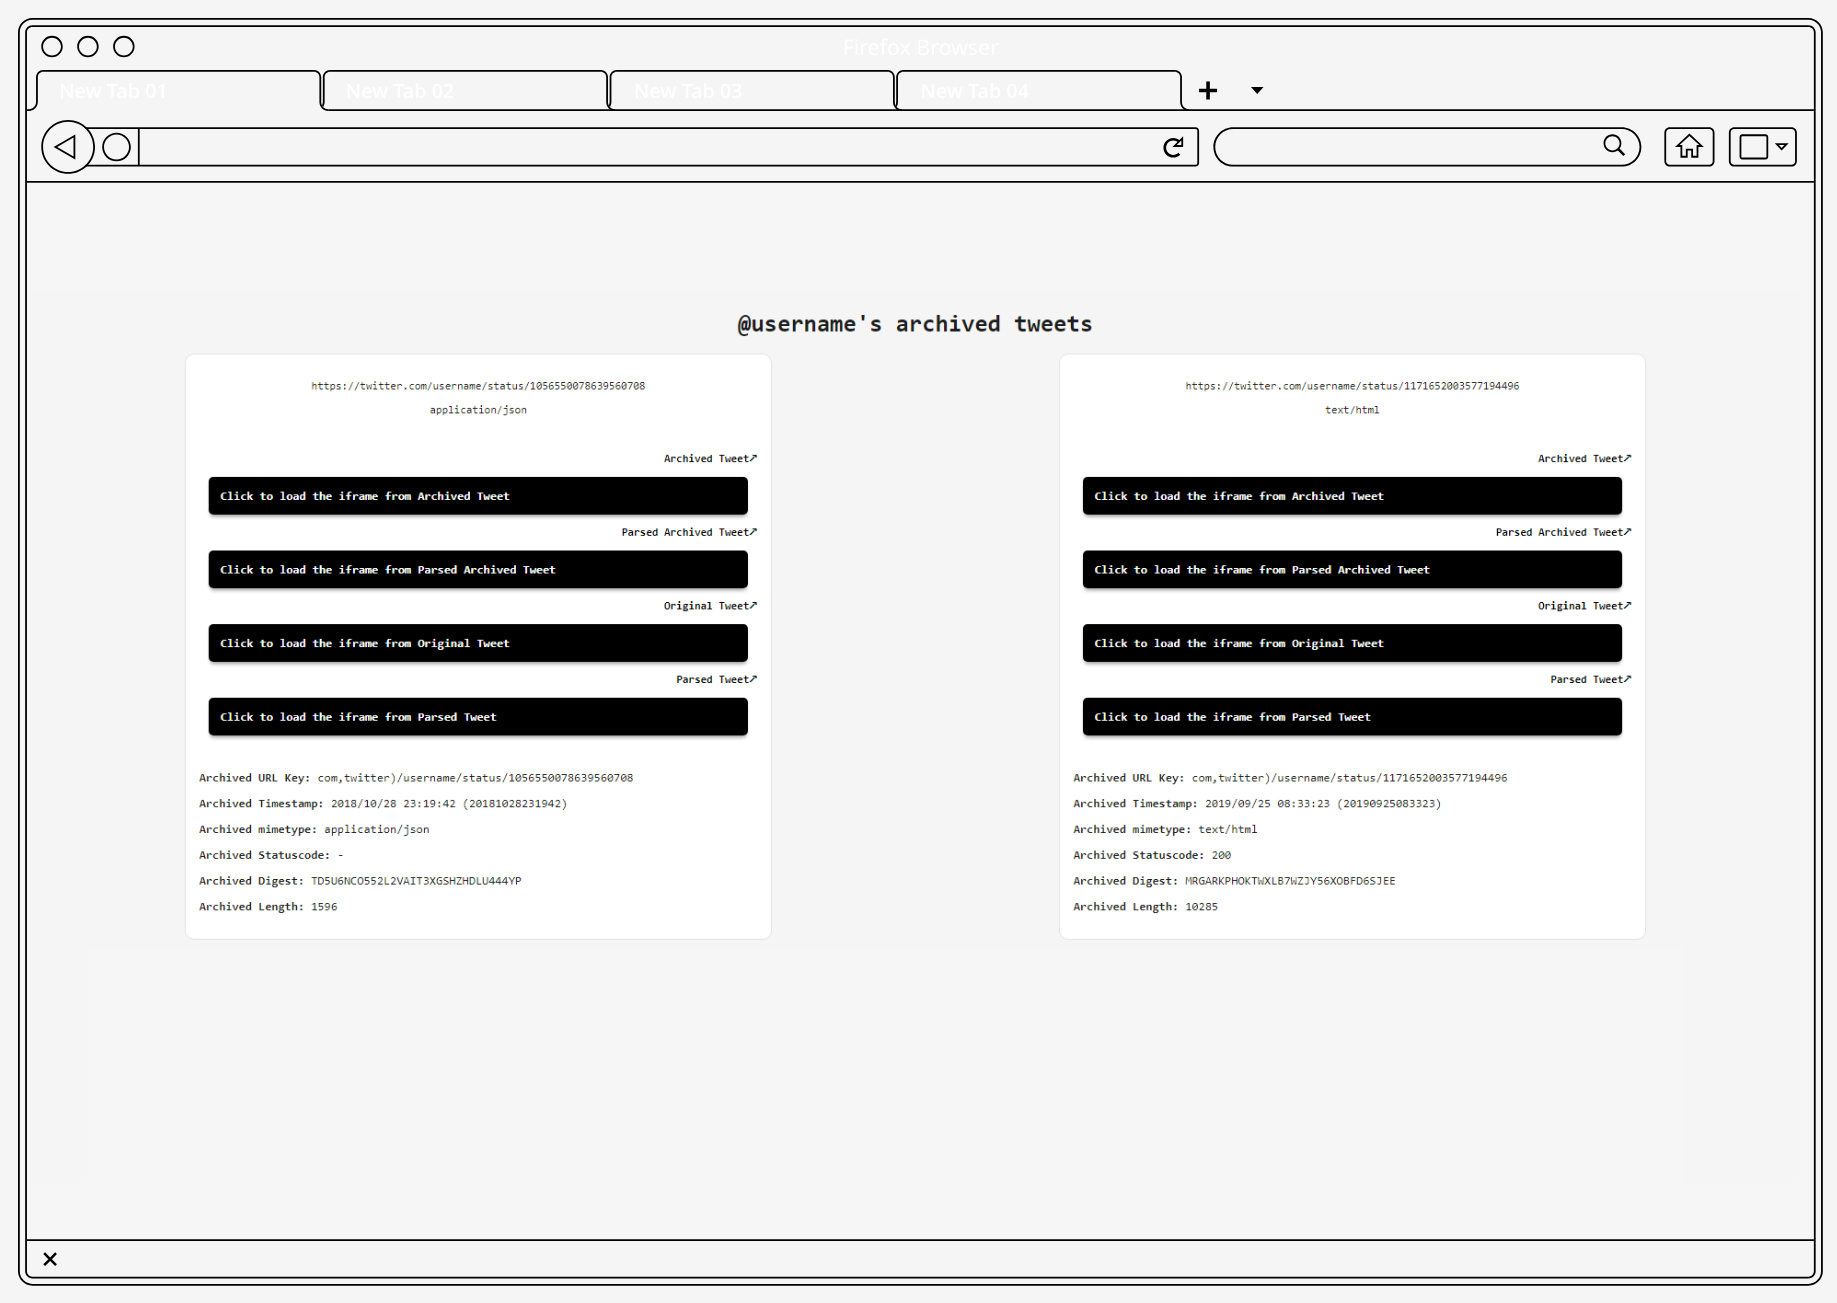 Firefox Browser
New Tab 01
New Tab 02
New Tab 03
New Tab 04
@username's archived tweets
https://twitter.com/username/status/1056550078639560708
application/json
Archived Tweet↗
Click to load the iframe from Archived Tweet
Parsed Archived Tweet↗
Click to load the iframe from Parsed Archived Tweet
Original Tweet↗
Click to load the iframe from Original Tweet
Parsed Tweet↗
Click to load the iframe from Parsed Tweet
Archived URL Key: com,twitter)/username/status/1056550078639560708
Archived Timestamp: 2018/10/28 23:19:42 (20181028231942)
Archived mimetype: application/json
Archived Statuscode: -
Archived Digest: TD5U6NCO552L2VAIT3XGSHZHDLU444YP
Archived Length: 1596
https://twitter.com/username/status/1171652003577194496
text/html
Archived Tweet↗
Click to load the iframe from Archived Tweet
Parsed Archived Tweet↗
Click to load the iframe from Parsed Archived Tweet
Original Tweet↗
Click to load the iframe from Original Tweet
Parsed Tweet↗
Click to load the iframe from Parsed Tweet
Archived URL Key: com,twitter)/username/status/1171652003577194496
Archived Timestamp: 2019/09/25 08:33:23 (20190925083323)
Archived mimetype: text/html
Archived Statuscode: 200
Archived Digest: MRGARKPHOKTWXLB7WZJY56XOBFD6SJEE
Archived Length: 10285